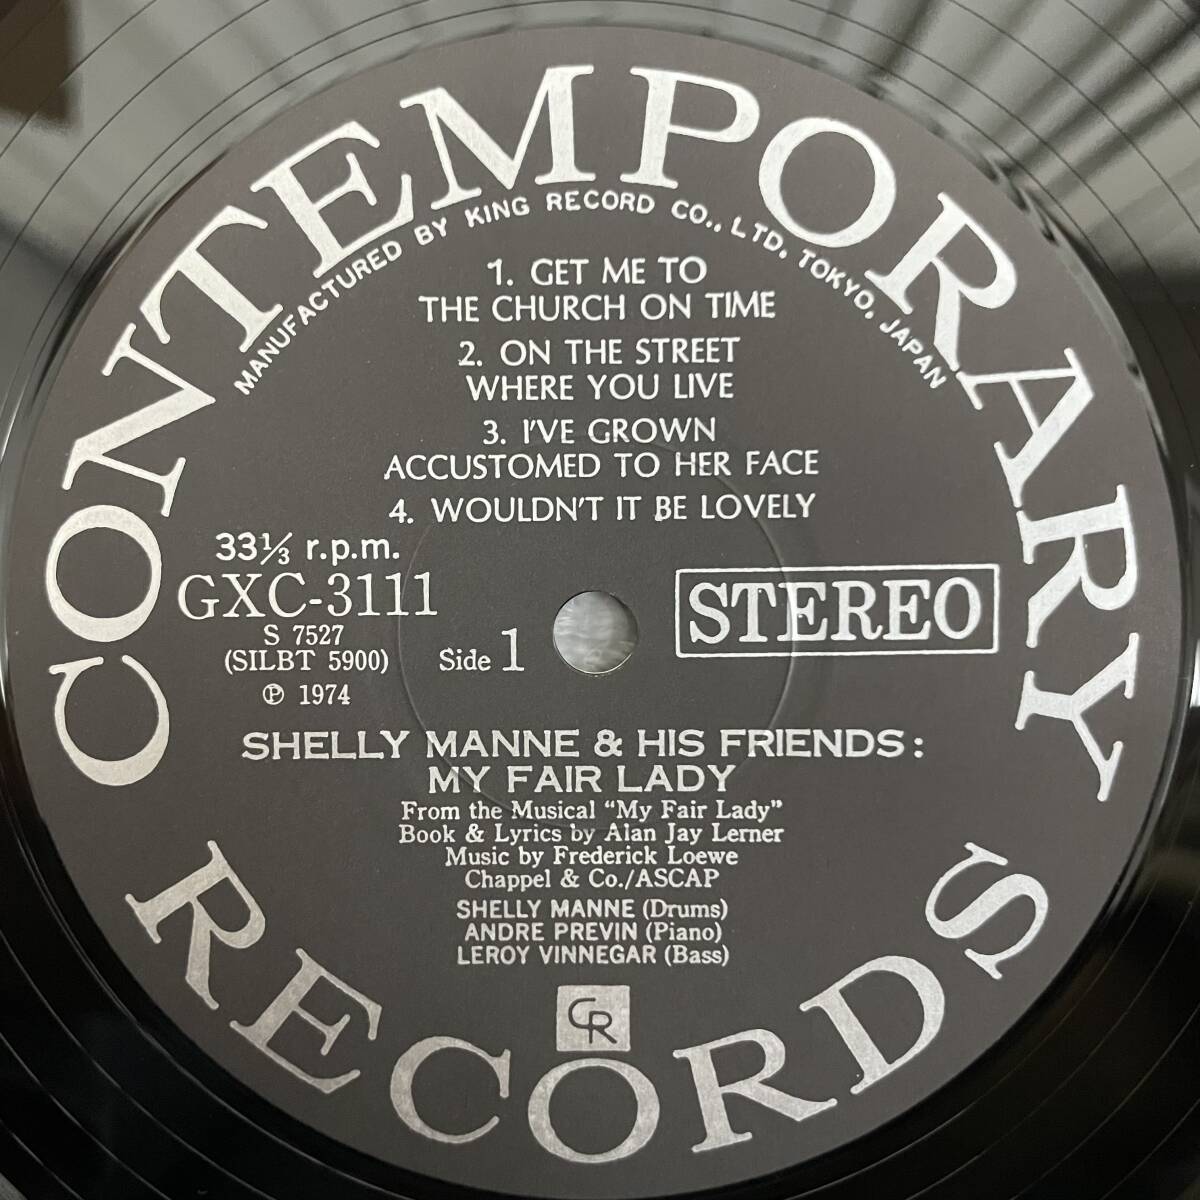 CONTEMPORARY
MANUFACTURED BY KING RECORD CO., LTD. TOKYO, JAPAN
1. GET ME TO
THE CHURCH ON TIME
2. ON THE STREET
WHERE YOU LIVE
3. I'VE GROWN
ACCUSTOMED TO HER FACE
4. WOULDN'T IT BE LOVELY
33⅓ r.p.m.
GXC-3111
S 7527
(SILBT 5900)
℗ 1974
Side 1
STEREO
SHELLY MANNE & HIS FRIENDS:
MY FAIR LADY
From the Musical "My Fair Lady"
Book & Lyrics by Alan Jay Lerner
Music by Frederick Loewe
Chappel & Co./ASCAP
SHELLY MANNE (Drums)
ANDRE PREVIN (Piano)
LEROY VINNEGAR (Bass)
CR
RECORDS